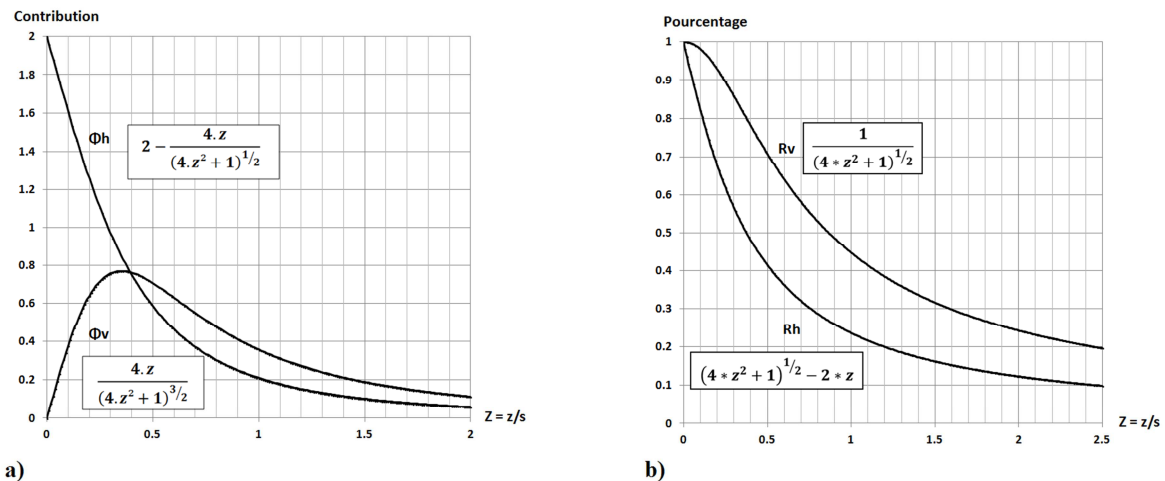 Contribution
2
1.8
1.6
1.4
1.2
1
0.8
0.6
0.4
0.2
0
Φh
2 − 4.z / (4.z² + 1)^1/2
Φv
4.z / (4.z² + 1)^3/2
0 0.5 1 1.5 2
Z = z/s
a)
Pourcentage
1
0.9
0.8
0.7
0.6
0.5
0.4
0.3
0.2
0.1
0
Rv
1 / (4 * z² + 1)^1/2
Rh
(4 * z² + 1)^1/2 − 2 * z
0 0.5 1 1.5 2 2.5
Z = z/s
b)